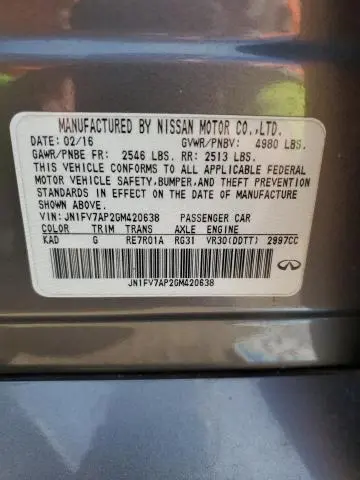 MANUFACTURED BY NISSAN MOTOR CO.,LTD.
DATE: 02/16 GVWR/PNBV: 4980 LBS.
GAWR/PNBE FR: 2546 LBS. RR: 2513 LBS.
THIS VEHICLE CONFORMS TO ALL APPLICABLE FEDERAL
MOTOR VEHICLE SAFETY,BUMPER,AND THEFT PREVENTION
STANDARDS IN EFFECT ON THE DATE OF MANUFACTURE
SHOWN ABOVE.
VIN: JN1FV7AP2GM420638 PASSENGER CAR
COLOR TRIM TRANS AXLE ENGINE
KAD G RE7R01A RG31 VR30(DDTT) 2997CC
JN1FV7AP2GM420638